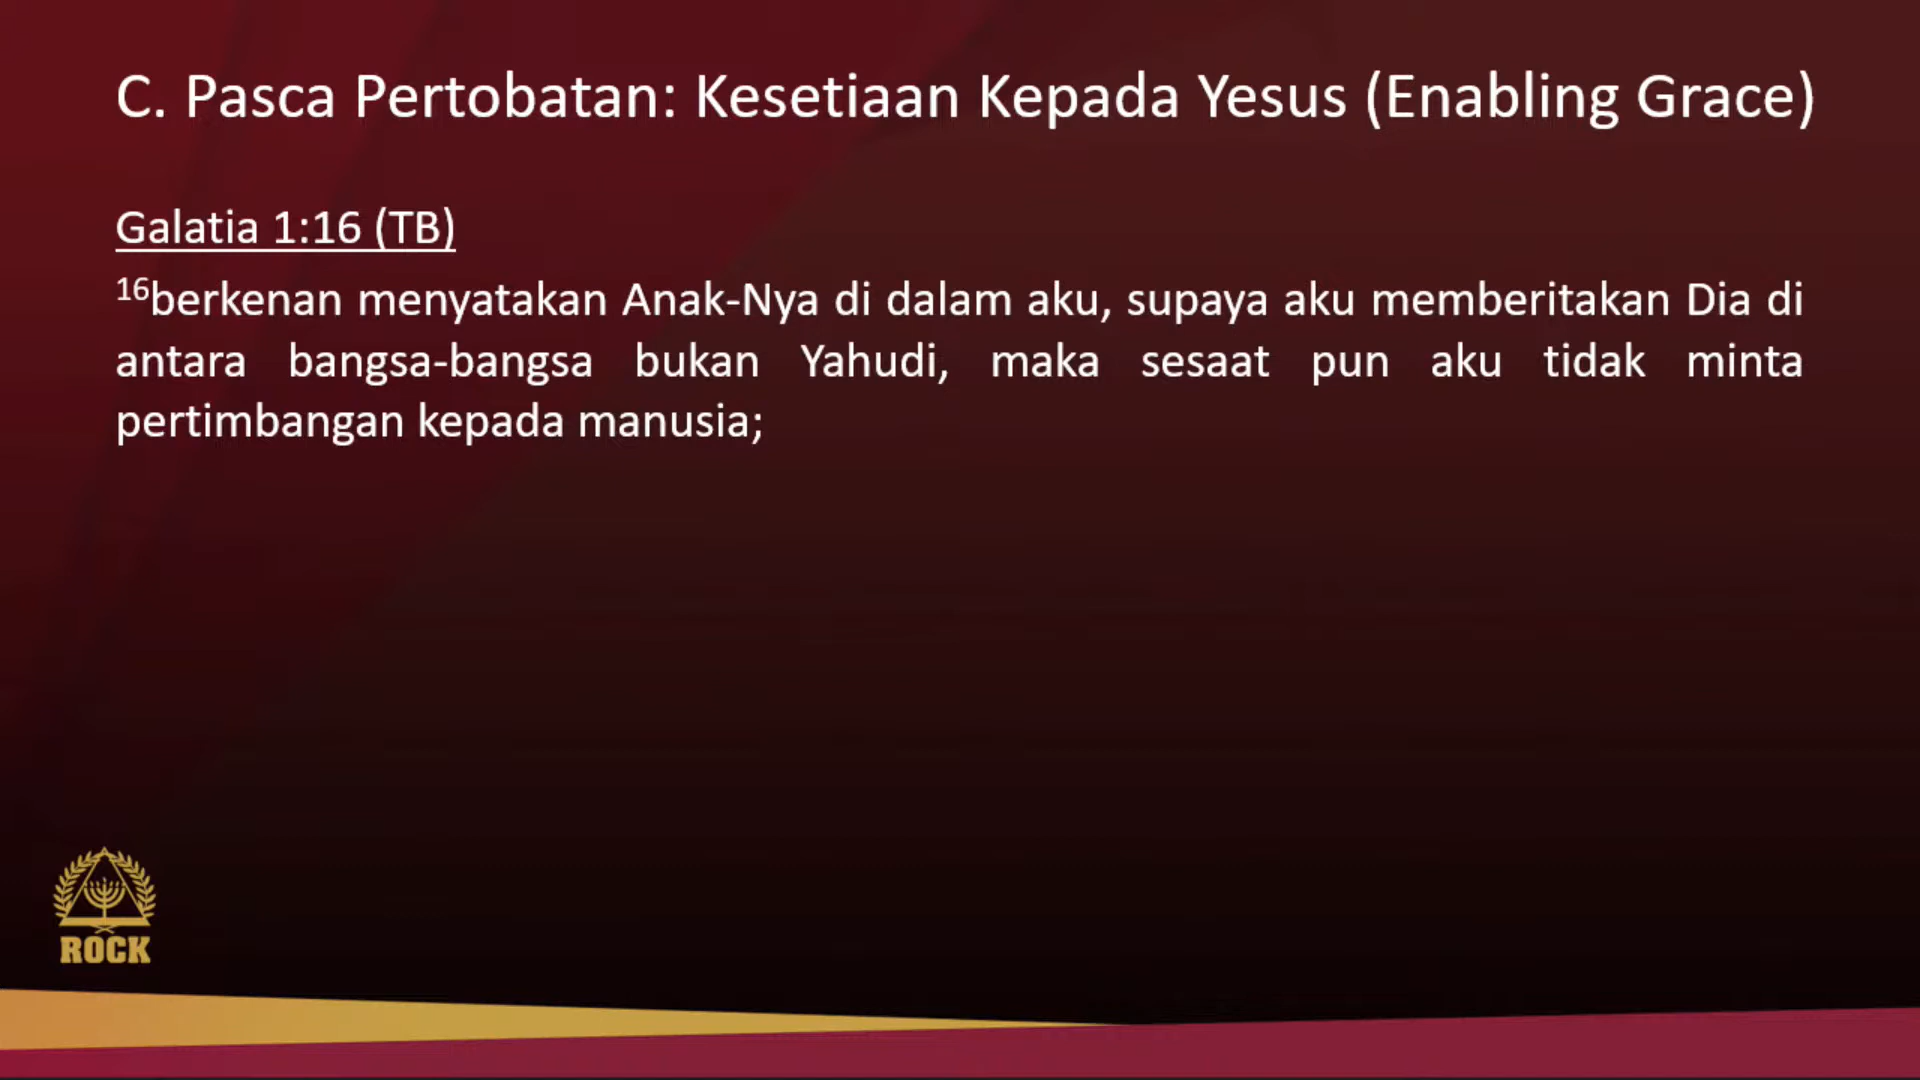 C. Pasca Pertobatan: Kesetiaan Kepada Yesus (Enabling Grace)
Galatia 1:16 (TB)
16berkenan menyatakan Anak-Nya di dalam aku, supaya aku memberitakan Dia di
antara bangsa-bangsa bukan Yahudi, maka sesaat pun aku tidak minta
pertimbangan kepada manusia;
ROCK